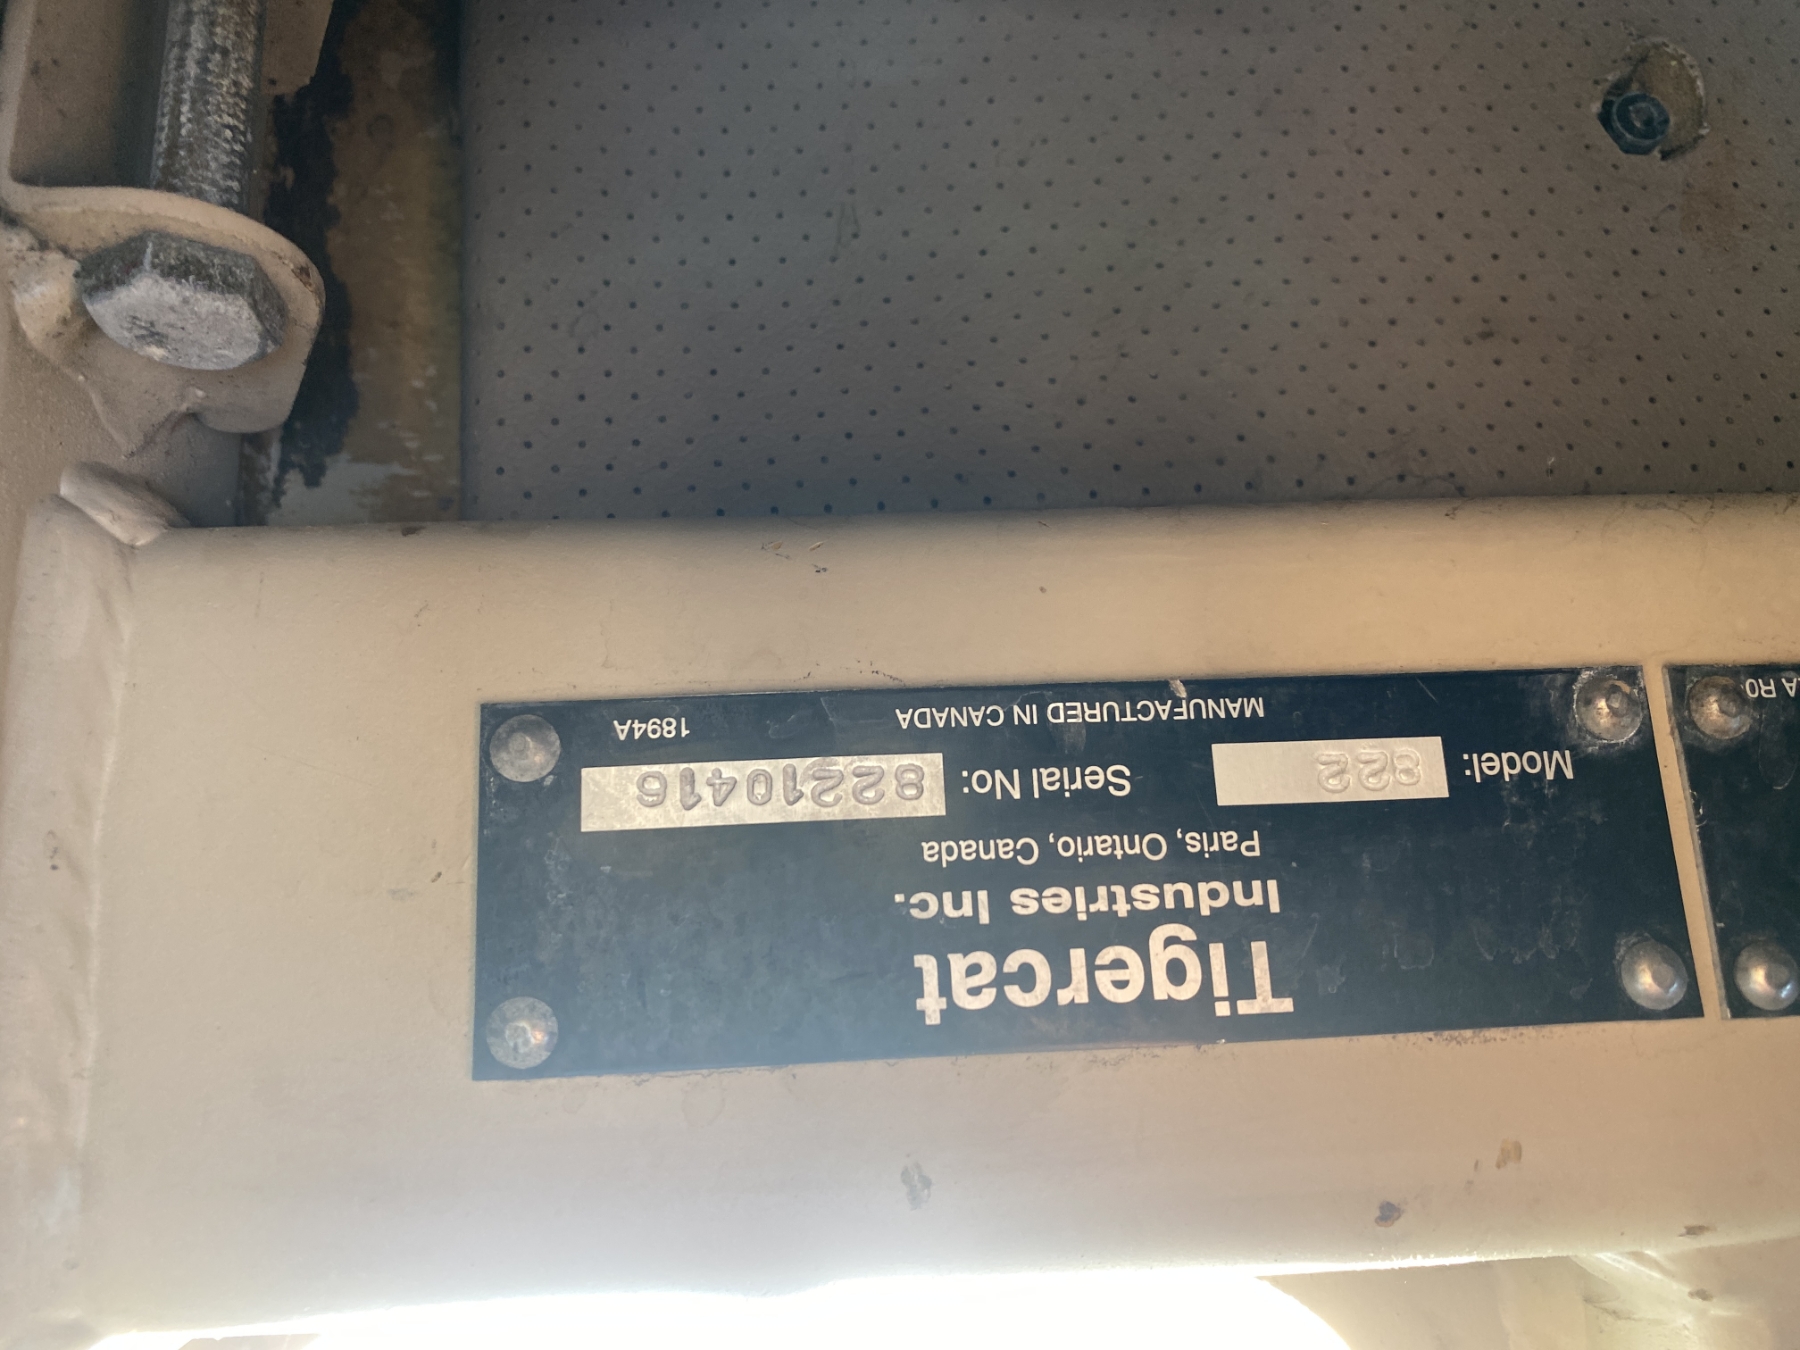 Tigercat
Industries Inc.
Paris, Ontario, Canada
Model: 822 Serial No: 82210416
MANUFACTURED IN CANADA 1894A